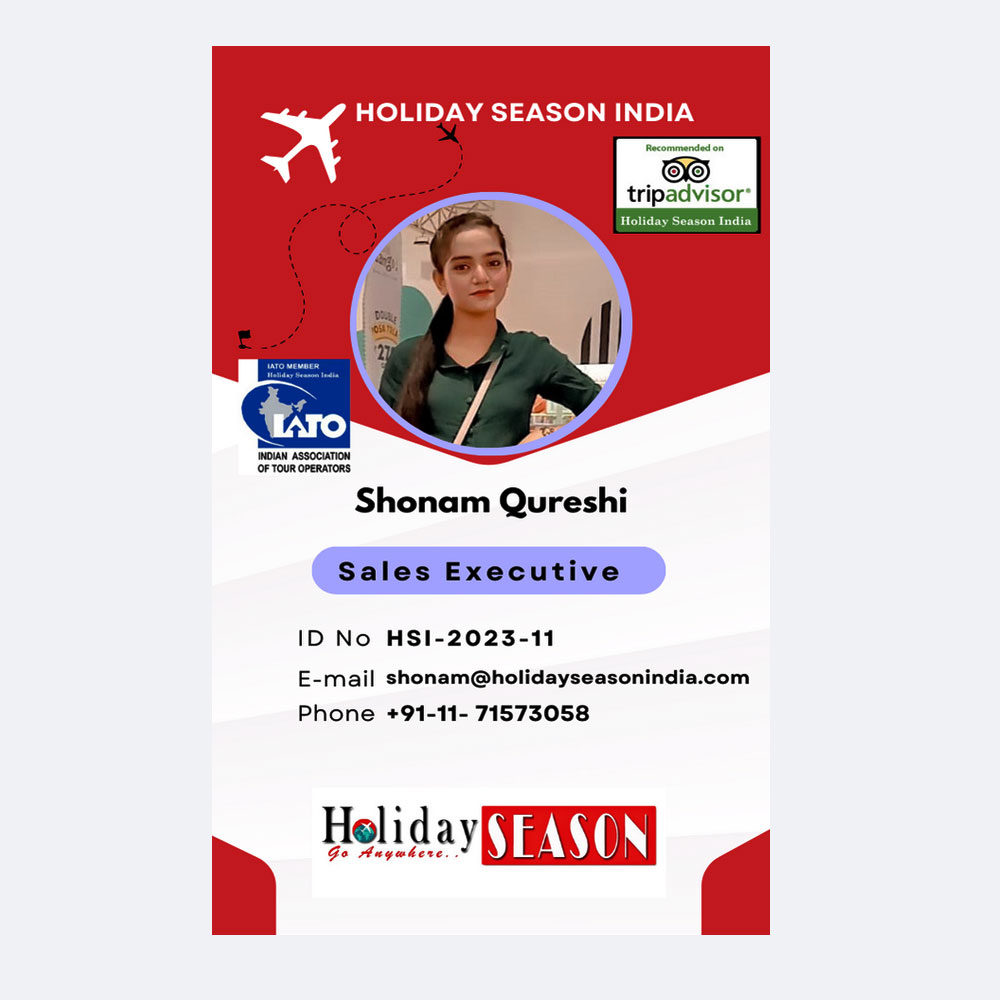 HOLIDAY SEASON INDIA
Recommended on
tripadvisor®
Holiday Season India
DOUBLE
IATO MEMBER
Holiday Season India
IATO
INDIAN ASSOCIATION
OF TOUR OPERATORS
Shonam Qureshi
Sales Executive
ID No HSI-2023-11
E-mail shonam@holidayseasonindia.com
Phone +91-11- 71573058
Holiday SEASON
Go Anywhere..